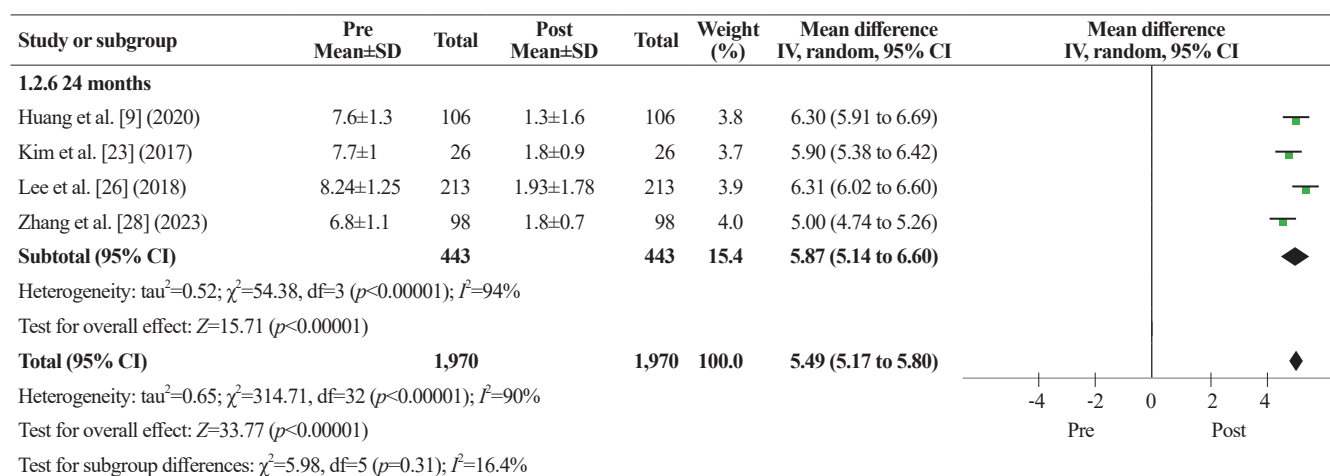 Study or subgroup Pre Mean±SD Total Post Mean±SD Total Weight (%) Mean difference IV, random, 95% CI Mean difference IV, random, 95% CI
1.2.6 24 months
Huang et al. [9] (2020) 7.6±1.3 106 1.3±1.6 106 3.8 6.30 (5.91 to 6.69)
Kim et al. [23] (2017) 7.7±1 26 1.8±0.9 26 3.7 5.90 (5.38 to 6.42)
Lee et al. [26] (2018) 8.24±1.25 213 1.93±1.78 213 3.9 6.31 (6.02 to 6.60)
Zhang et al. [28] (2023) 6.8±1.1 98 1.8±0.7 98 4.0 5.00 (4.74 to 5.26)
Subtotal (95% CI) 443 443 15.4 5.87 (5.14 to 6.60)
Heterogeneity: tau²=0.52; χ²=54.38, df=3 (p<0.00001); I²=94%
Test for overall effect: Z=15.71 (p<0.00001)
Total (95% CI) 1,970 1,970 100.0 5.49 (5.17 to 5.80)
Heterogeneity: tau²=0.65; χ²=314.71, df=32 (p<0.00001); I²=90%
-4 -2 0 2 4
Test for overall effect: Z=33.77 (p<0.00001)
Pre Post
Test for subgroup differences: χ²=5.98, df=5 (p=0.31); I²=16.4%